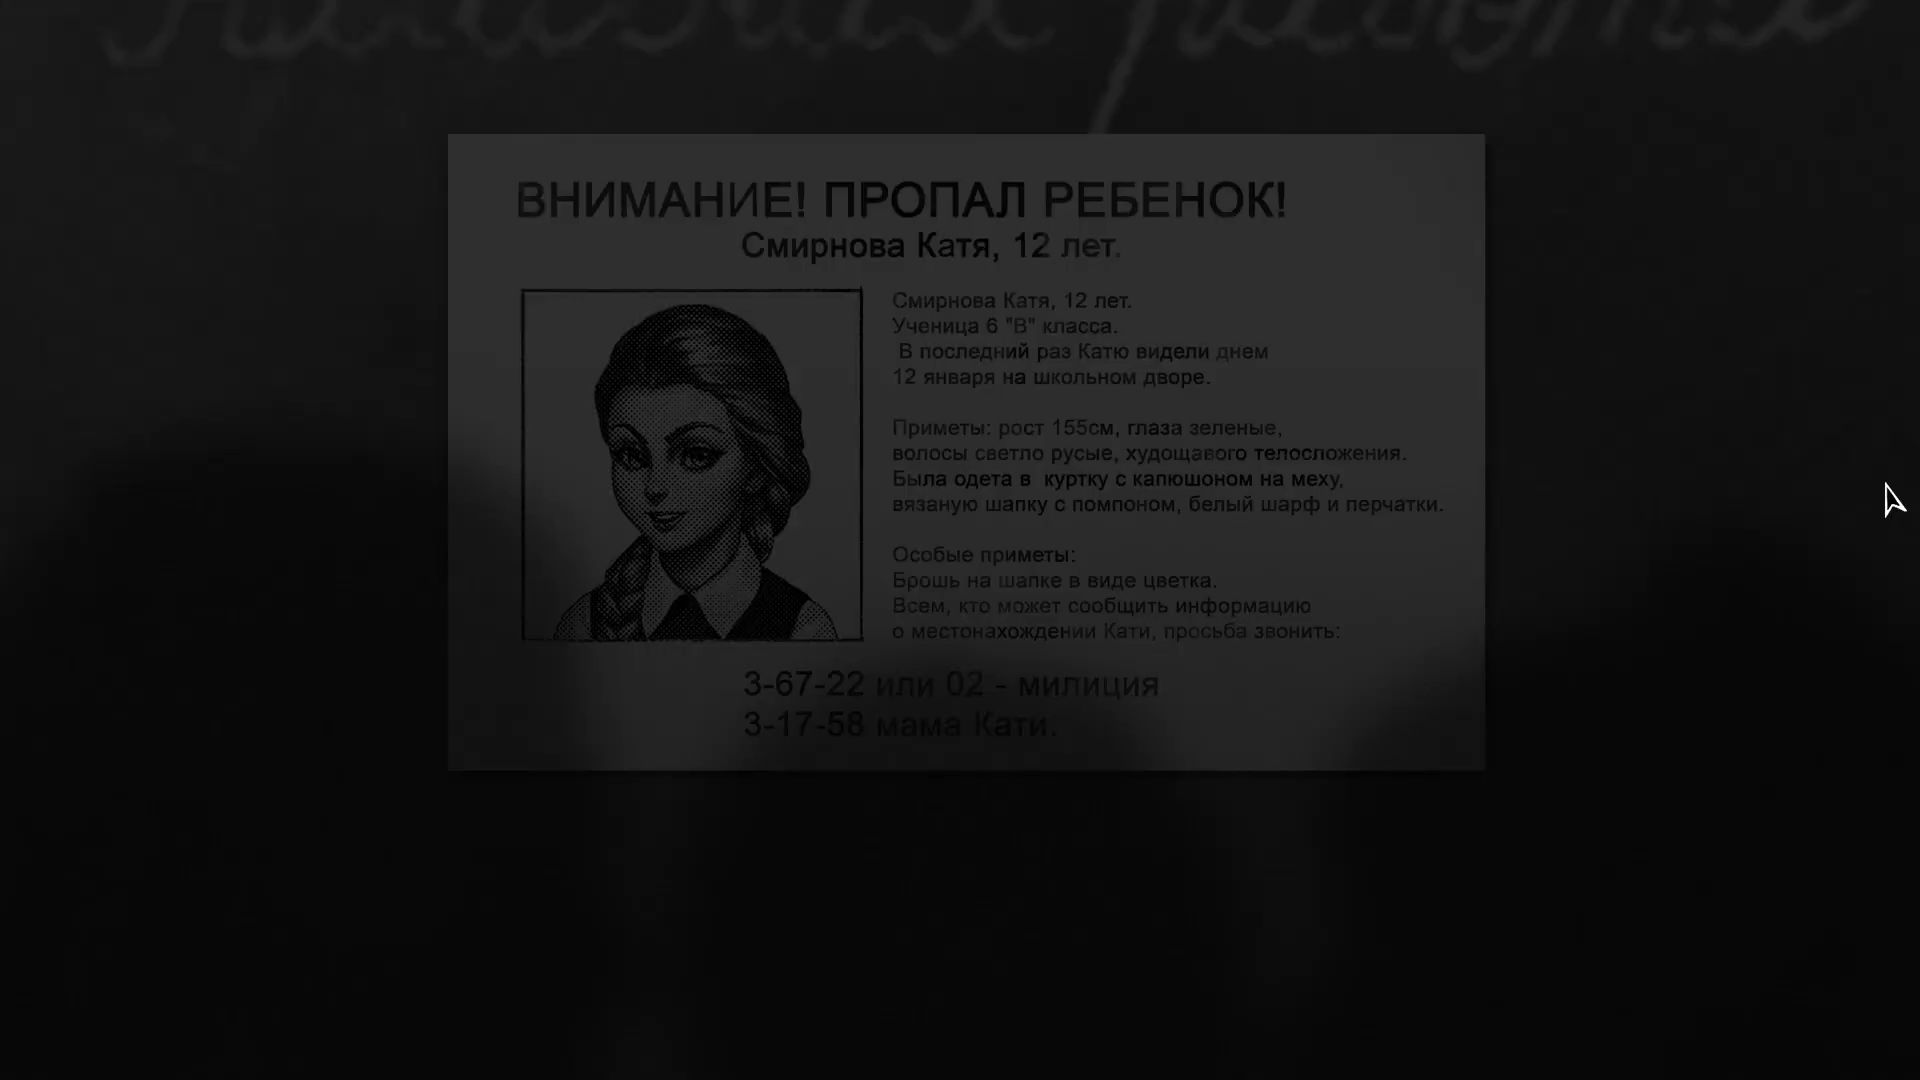 ВНИМАНИЕ! ПРОПАЛ РЕБЕНОК!
Смирнова Катя, 12 лет.
Смирнова Катя, 12 лет.
Ученица 6 "В" класса.
В последний раз Катю видели днем
12 января на школьном дворе.
Приметы: рост 155см, глаза зеленые,
волосы светло русые, худощавого телосложения.
Была одета в куртку с капюшоном на меху,
вязаную шапку с помпоном, белый шарф и перчатки.
Особые приметы:
Брошь на шапке в виде цветка.
Всем, кто может сообщить информацию
о местонахождении Кати, просьба звонить:
3-67-22 или 02 - милиция
3-17-58 мама Кати.